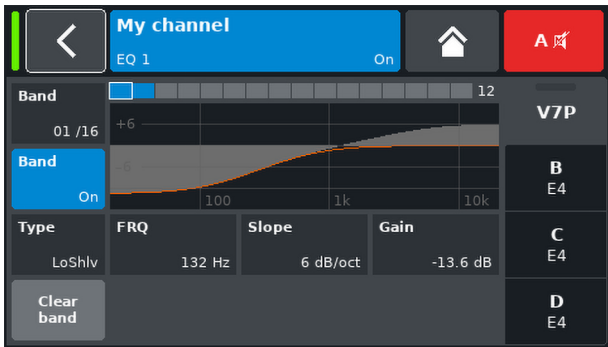 My channel
EQ 1
On
A
Band
01 /16
12
V7P
+6
-6
100
1k
10k
Band
On
B
E4
Type
LoShlv
FRQ
132 Hz
Slope
6 dB/oct
Gain
-13.6 dB
C
E4
Clear
band
D
E4